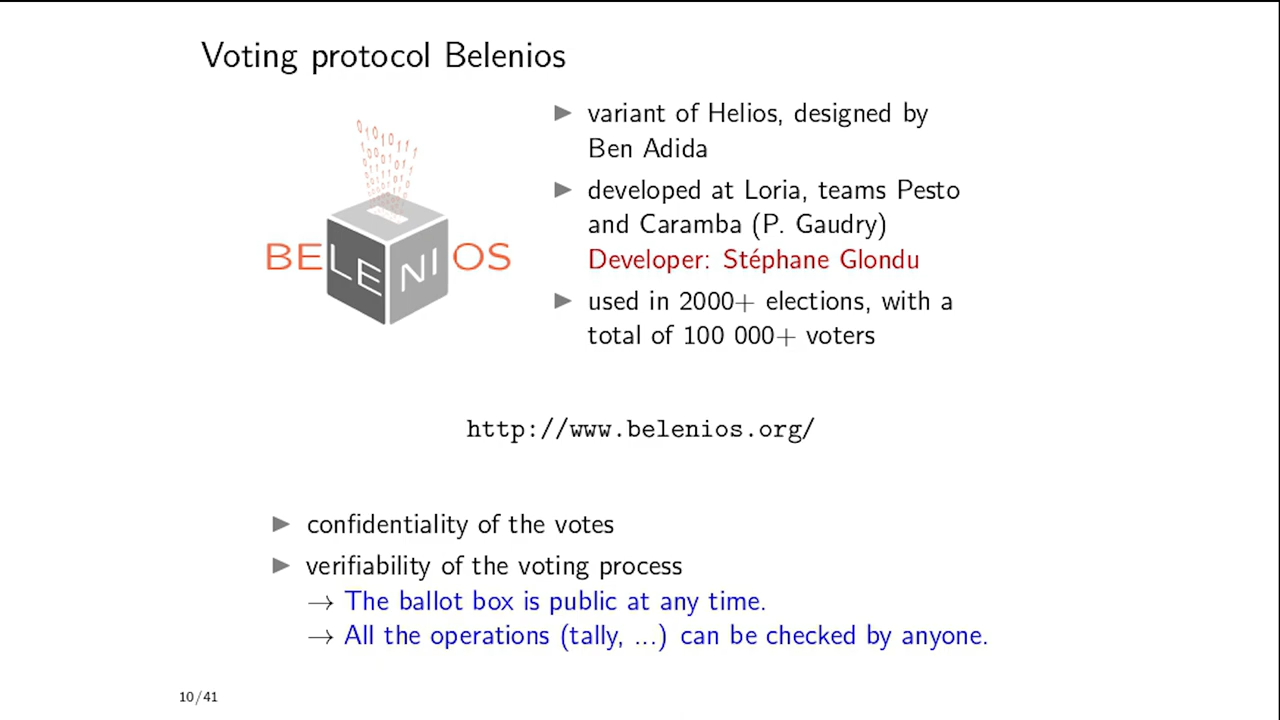 Voting protocol Belenios
BELENIOS
▶ variant of Helios, designed by
Ben Adida
▶ developed at Loria, teams Pesto
and Caramba (P. Gaudry)
Developer: Stéphane Glondu
▶ used in 2000+ elections, with a
total of 100 000+ voters
http://www.belenios.org/
▶ confidentiality of the votes
▶ verifiability of the voting process
→ The ballot box is public at any time.
→ All the operations (tally, ...) can be checked by anyone.
10/41